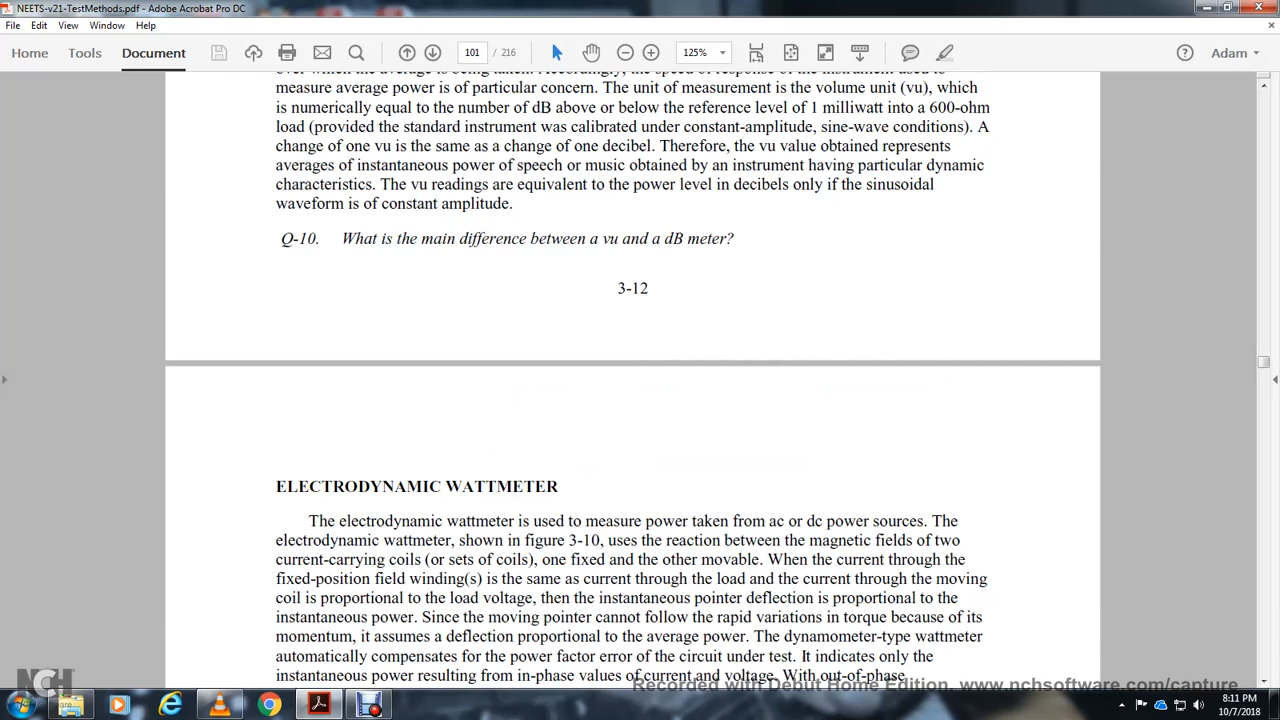 NEETS-v21-TestMethods.pdf - Adobe Acrobat Pro DC
File Edit View Window Help
Home Tools Document 101 / 216 125% Adam
over which the average is being taken. Accordingly, the speed of response of the instrument used to
measure average power is of particular concern. The unit of measurement is the volume unit (vu), which
is numerically equal to the number of dB above or below the reference level of 1 milliwatt into a 600-ohm
load (provided the standard instrument was calibrated under constant-amplitude, sine-wave conditions). A
change of one vu is the same as a change of one decibel. Therefore, the vu value obtained represents
averages of instantaneous power of speech or music obtained by an instrument having particular dynamic
characteristics. The vu readings are equivalent to the power level in decibels only if the sinusoidal
waveform is of constant amplitude.
Q-10. What is the main difference between a vu and a dB meter?
3-12
ELECTRODYNAMIC WATTMETER
The electrodynamic wattmeter is used to measure power taken from ac or dc power sources. The
electrodynamic wattmeter, shown in figure 3-10, uses the reaction between the magnetic fields of two
current-carrying coils (or sets of coils), one fixed and the other movable. When the current through the
fixed-position field winding(s) is the same as current through the load and the current through the moving
coil is proportional to the load voltage, then the instantaneous pointer deflection is proportional to the
instantaneous power. Since the moving pointer cannot follow the rapid variations in torque because of its
momentum, it assumes a deflection proportional to the average power. The dynamometer-type wattmeter
automatically compensates for the power factor error of the circuit under test. It indicates only the
instantaneous power resulting from in-phase values of current and voltage. With out-of-phase
Recorded with Debut Home Edition. www.nchsoftware.com/capture
NCH
8:11 PM
10/7/2018